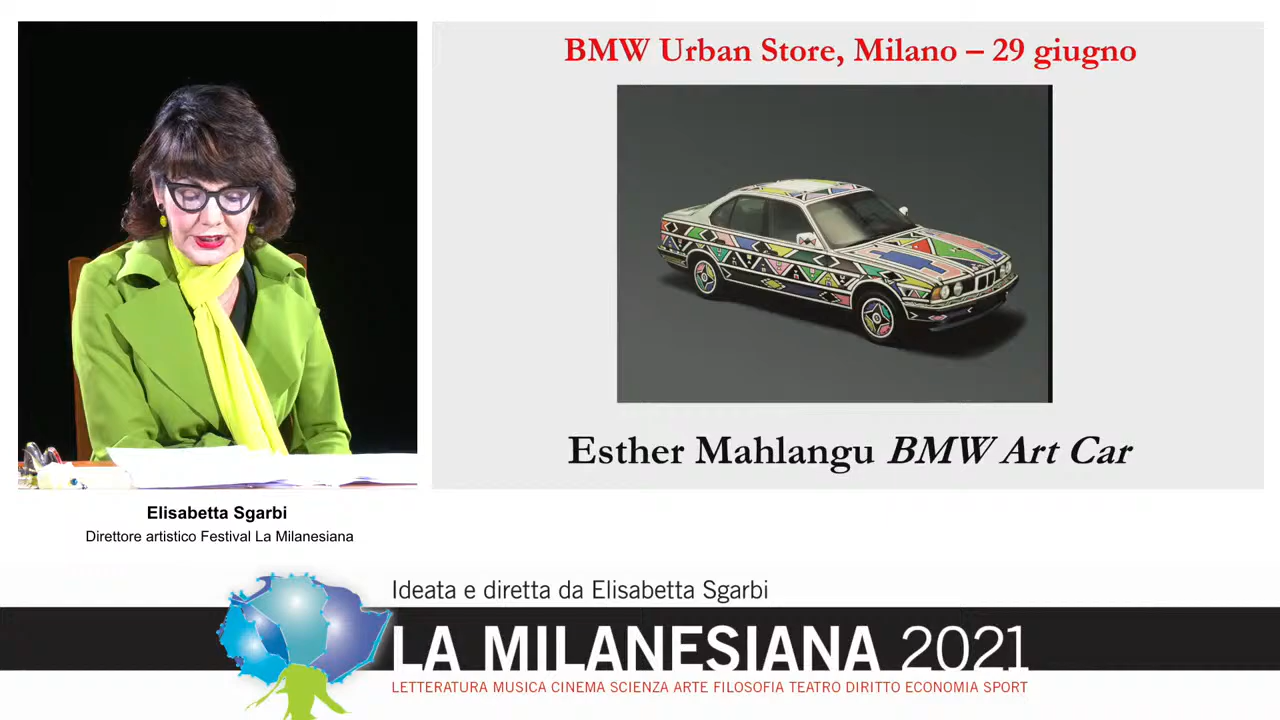 BMW Urban Store, Milano – 29 giugno
Esther Mahlangu BMW Art Car
Elisabetta Sgarbi
Direttore artistico Festival La Milanesiana
Ideata e diretta da Elisabetta Sgarbi
LA MILANESIANA 2021
LETTERATURA MUSICA CINEMA SCIENZA ARTE FILOSOFIA TEATRO DIRITTO ECONOMIA SPORT